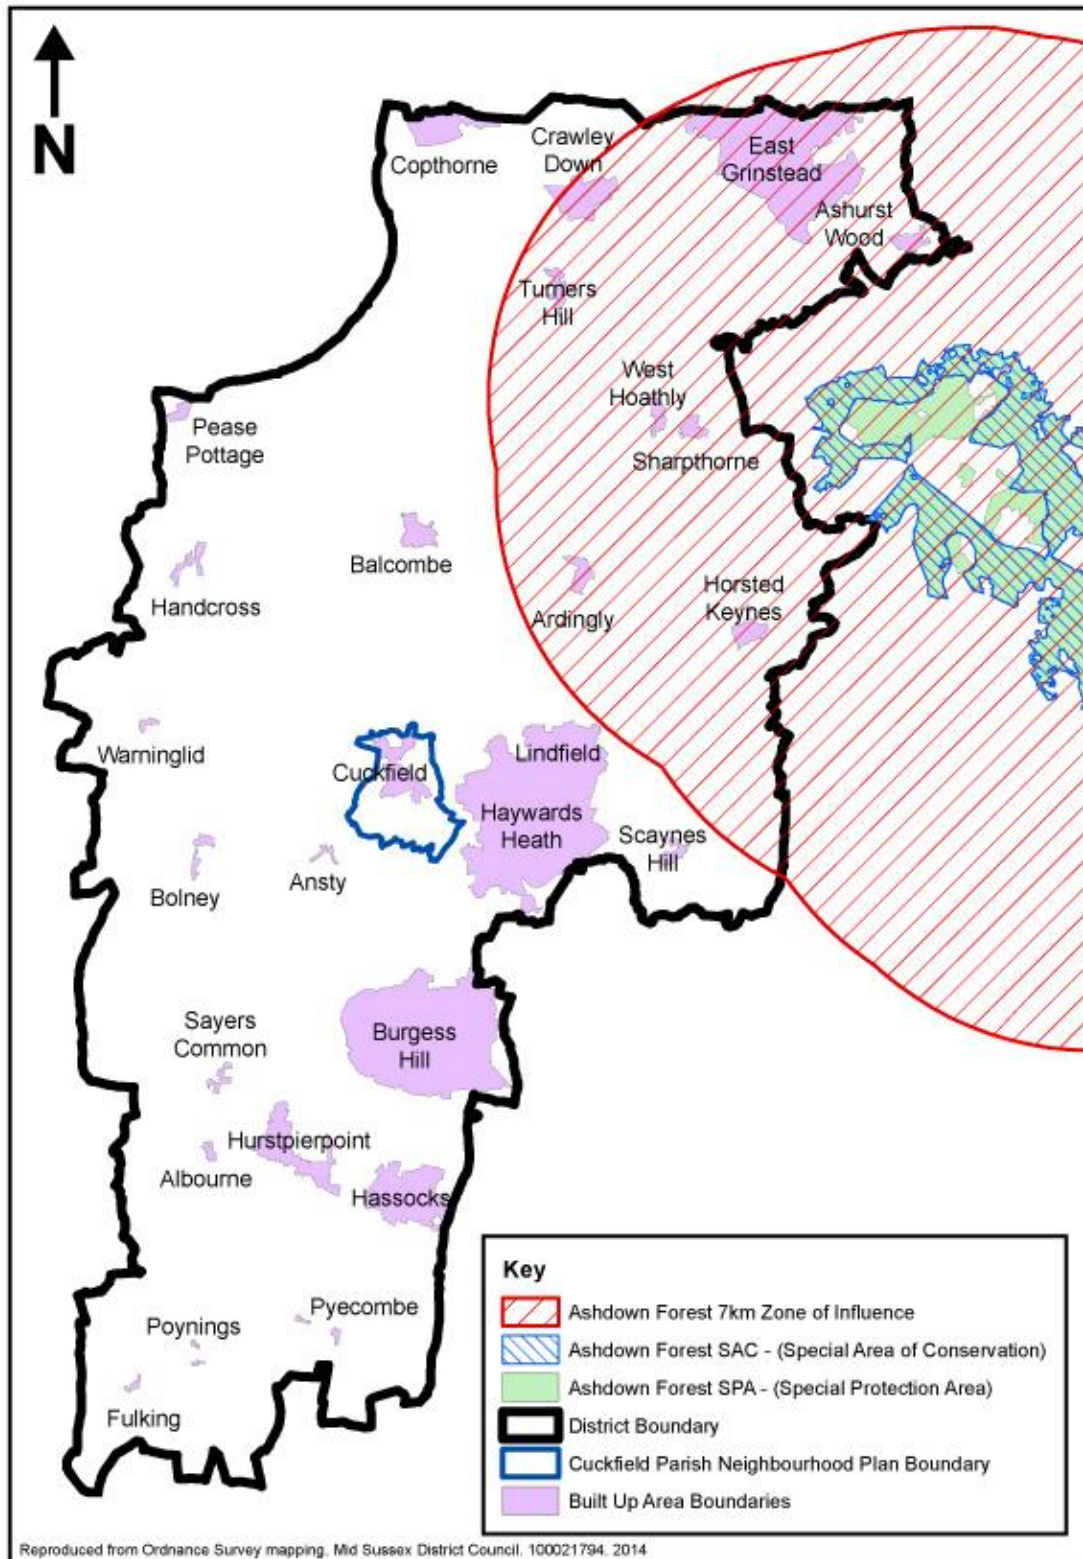 N
Copthorne
Crawley
Down
East
Grinstead
Ashurst
Wood
Turners
Hill
West
Hoathly
Sharpthorne
Pease
Pottage
Balcombe
Handcross
Ardingly
Horsted
Keynes
Warninglid
Cuckfield
Lindfield
Haywards
Heath
Scaynes
Hill
Ansty
Bolney
Sayers
Common
Burgess
Hill
Hurstpierpoint
Albourne
Hassocks
Pyecombe
Poynings
Fulking
Key
Ashdown Forest 7km Zone of Influence
Ashdown Forest SAC - (Special Area of Conservation)
Ashdown Forest SPA - (Special Protection Area)
District Boundary
Cuckfield Parish Neighbourhood Plan Boundary
Built Up Area Boundaries
Reproduced from Ordnance Survey mapping. Mid Sussex District Council. 100021794. 2014